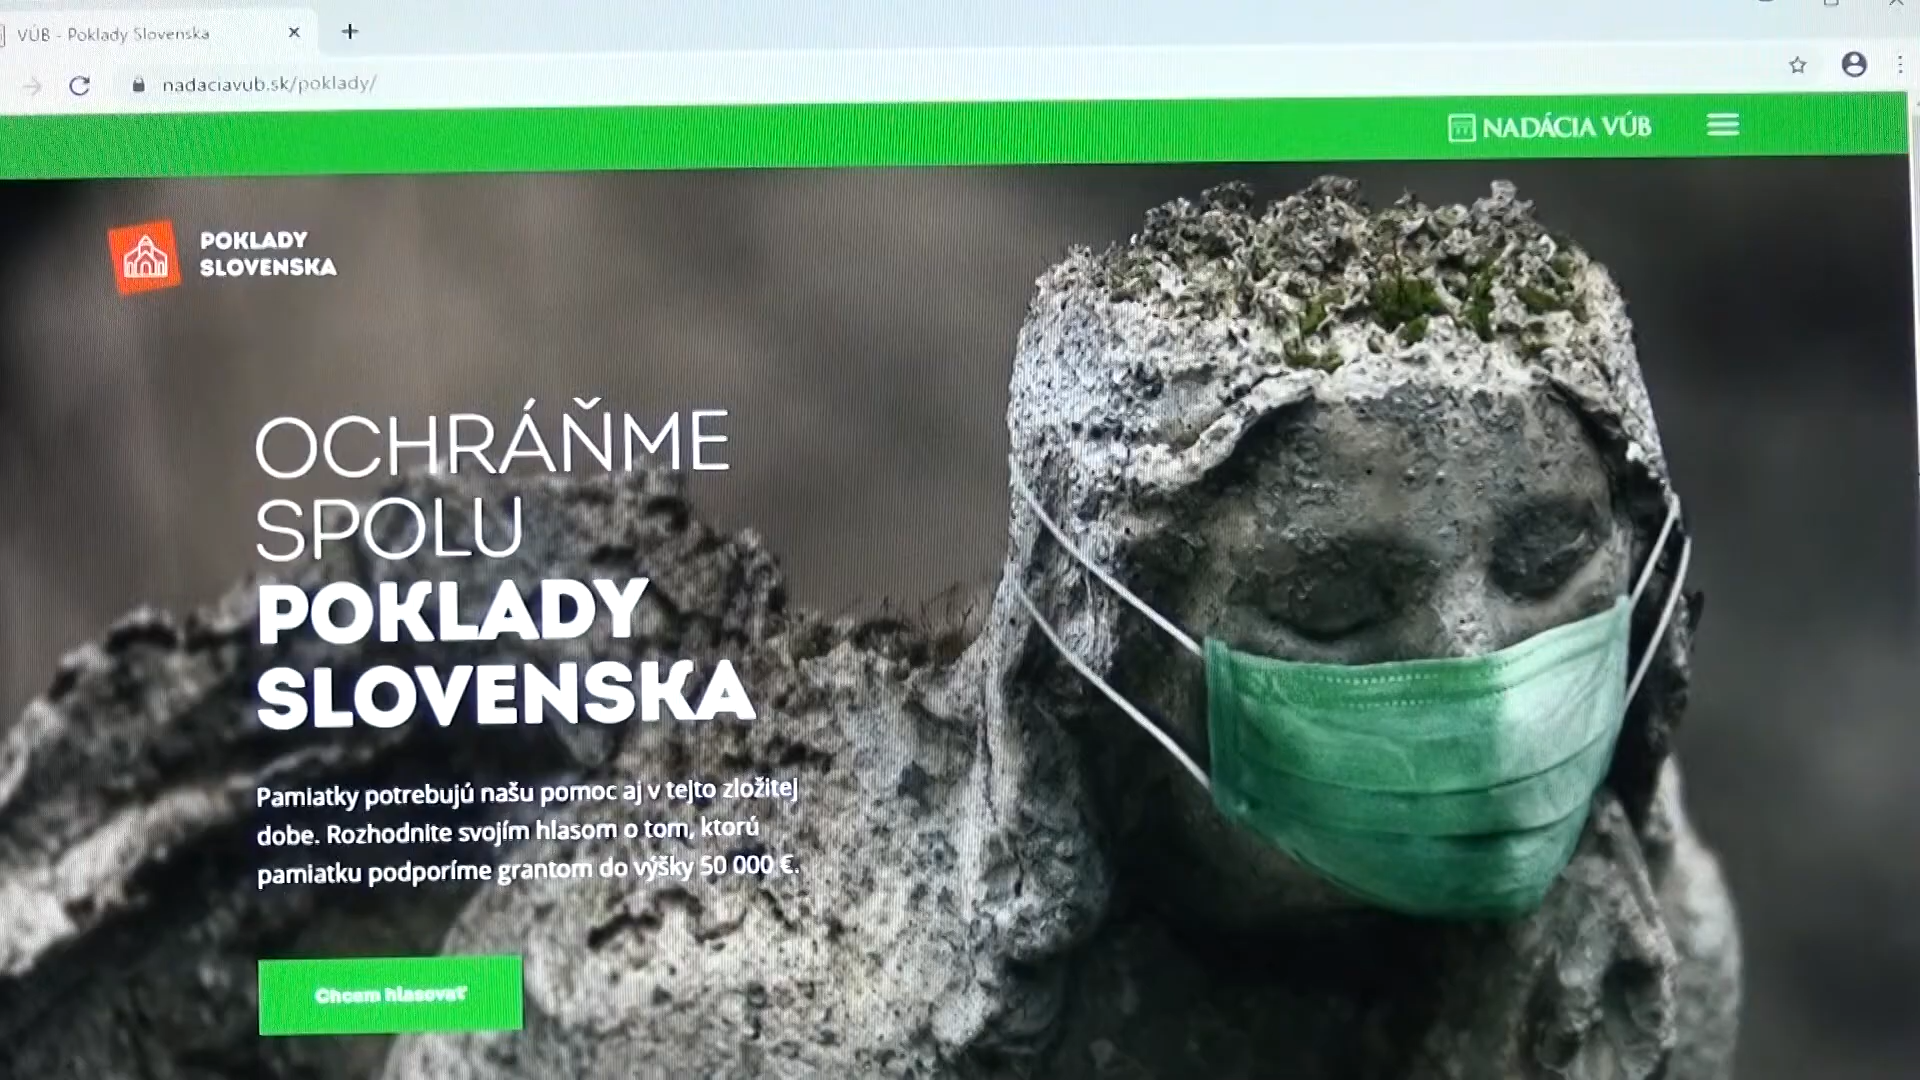 VÚB - Poklady Slovenska
nadaciavub.sk/poklady/
NADÁCIA VÚB
POKLADY
SLOVENSKA
OCHRÁŇME
SPOLU
POKLADY
SLOVENSKA
Pamiatky potrebujú našu pomoc aj v tejto zložitej
dobe. Rozhodnite svojím hlasom o tom, ktorú
pamiatku podporíme grantom do výšky 50 000 €.
Chcem hlasovať